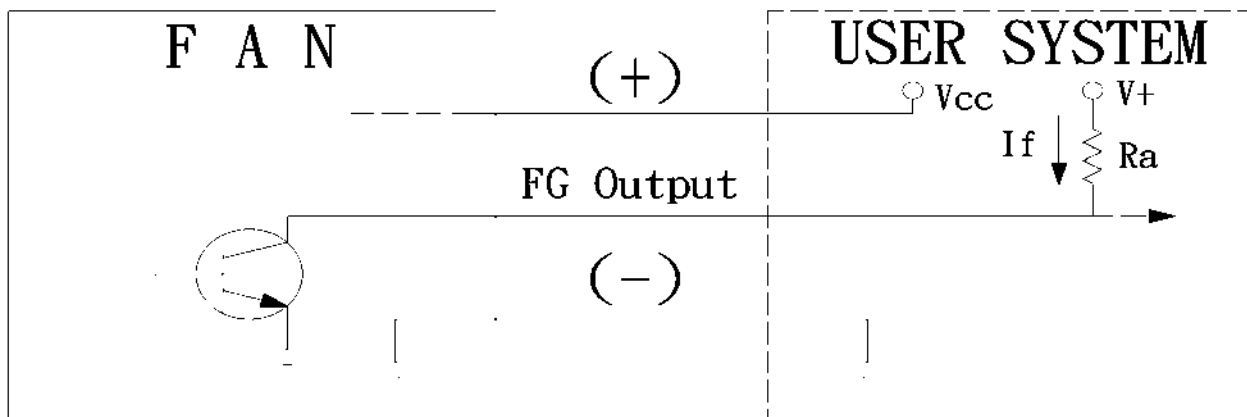 F A N
USER SYSTEM
(+)
Vcc
V+
If
Ra
FG Output
(-)